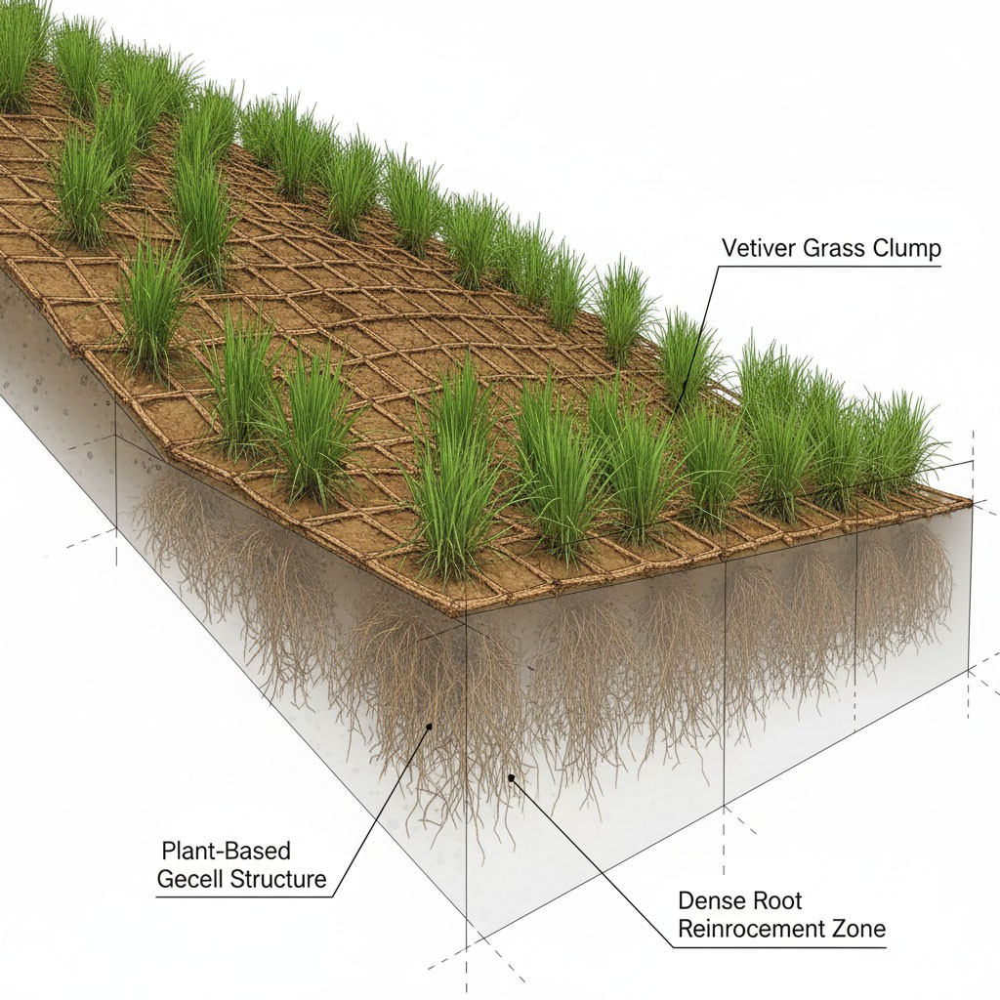 Vetiver Grass Clump
Plant-Based
Gecell Structure
Dense Root
Reinrocement Zone